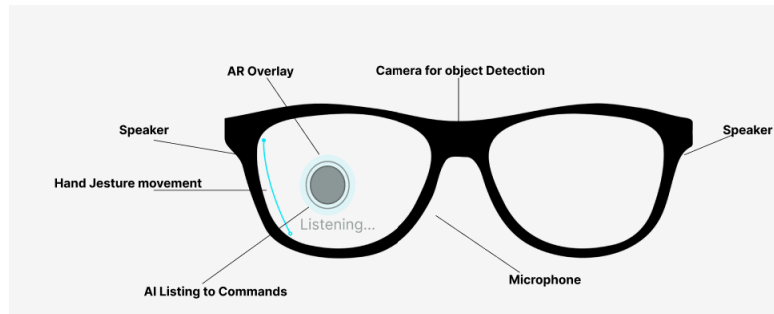 AR Overlay
Camera for object Detection
Speaker
Speaker
Hand Jesture movement
Listening...
AI Listing to Commands
Microphone